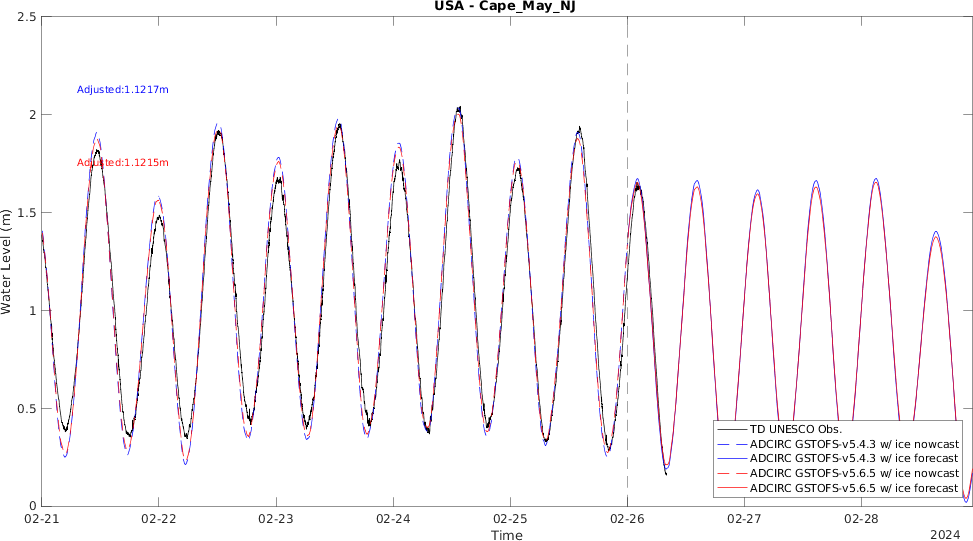 USA - Cape_May_NJ
2.5
Adjusted:1.1217m
2
Adjusted:1.1215m
1.5
Water Level (m)
1
0.5
0
TD UNESCO Obs.
ADCIRC GSTOFS-v5.4.3 w/ ice nowcast
ADCIRC GSTOFS-v5.4.3 w/ ice forecast
ADCIRC GSTOFS-v5.6.5 w/ ice nowcast
ADCIRC GSTOFS-v5.6.5 w/ ice forecast
02-21 02-22 02-23 02-24 02-25 02-26 02-27 02-28
Time
2024